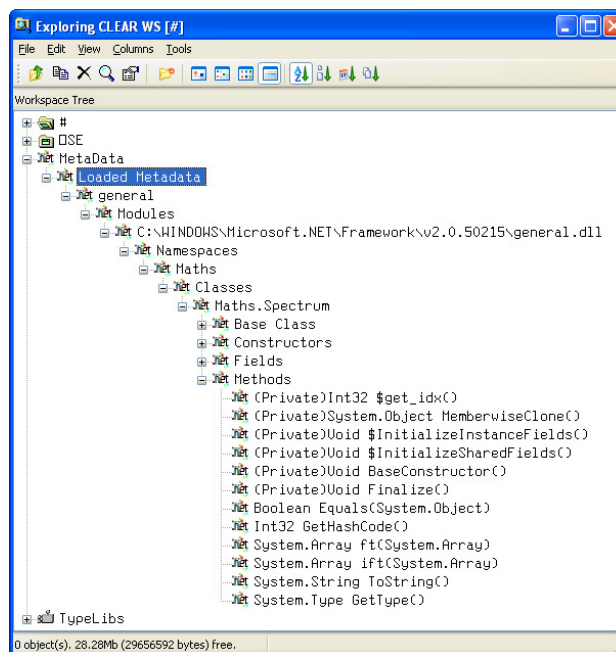 Exploring CLEAR WS [#]
File Edit View Columns Tools
Workspace Tree
#
⎕SE
MetaData
Loaded Metadata
general
Modules
C:\WINDOWS\Microsoft.NET\Framework\v2.0.50215\general.dll
Namespaces
Maths
Classes
Maths.Spectrum
Base Class
Constructors
Fields
Methods
(Private)Int32 $get_idx()
(Private)System.Object MemberwiseClone()
(Private)Void $InitializeInstanceFields()
(Private)Void $InitializeSharedFields()
(Private)Void BaseConstructor()
(Private)Void Finalize()
Boolean Equals(System.Object)
Int32 GetHashCode()
System.Array ft(System.Array)
System.Array ift(System.Array)
System.String ToString()
System.Type GetType()
TypeLibs
0 object(s). 28.28Mb (29656592 bytes) free.